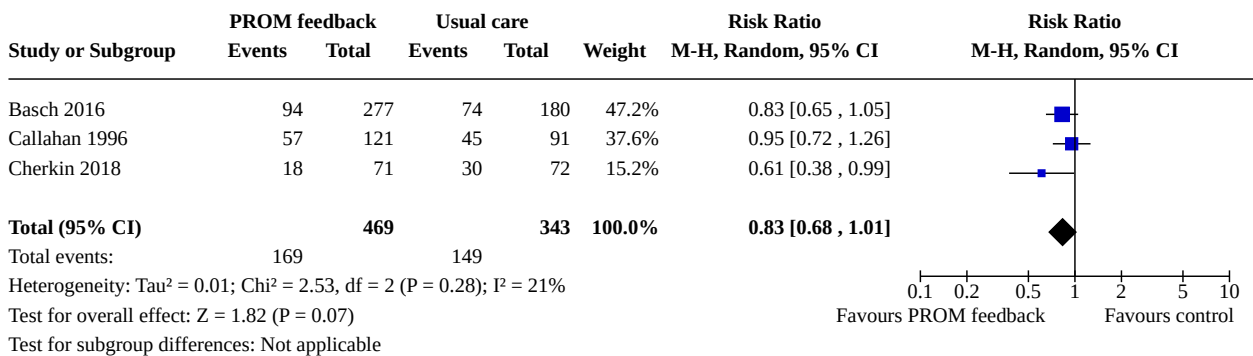 PROM feedback Usual care Risk Ratio Risk Ratio
Study or Subgroup Events Total Events Total Weight M-H, Random, 95% CI M-H, Random, 95% CI
Basch 2016 94 277 74 180 47.2% 0.83 [0.65 , 1.05]
Callahan 1996 57 121 45 91 37.6% 0.95 [0.72 , 1.26]
Cherkin 2018 18 71 30 72 15.2% 0.61 [0.38 , 0.99]
Total (95% CI) 469 343 100.0% 0.83 [0.68 , 1.01]
Total events: 169 149
Heterogeneity: Tau² = 0.01; Chi² = 2.53, df = 2 (P = 0.28); I² = 21%
0.1 0.2 0.5 1 2 5 10
Test for overall effect: Z = 1.82 (P = 0.07) Favours PROM feedback Favours control
Test for subgroup differences: Not applicable